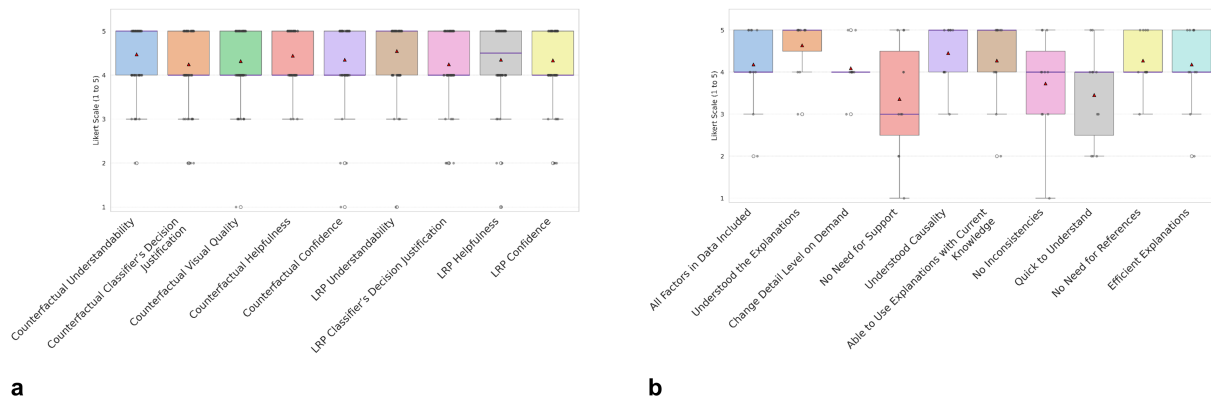 5
4
3
2
1
Likert Scale (1 to 5)
Counterfactual Understandability
Counterfactual Classifier's Decision
Justification
Counterfactual Visual Quality
Counterfactual Helpfulness
Counterfactual Confidence
LRP Understandability
LRP Classifier's Decision Justification
LRP Helpfulness
LRP Confidence
a
5
4
3
2
1
Likert Scale (1 to 5)
All Factors in Data Included
Understood the Explanations
Change Detail Level on Demand
No Need for Support
Understood Causality
Able to Use Explanations with Current
Knowledge
No Inconsistencies
Quick to Understand
No Need for References
Efficient Explanations
b